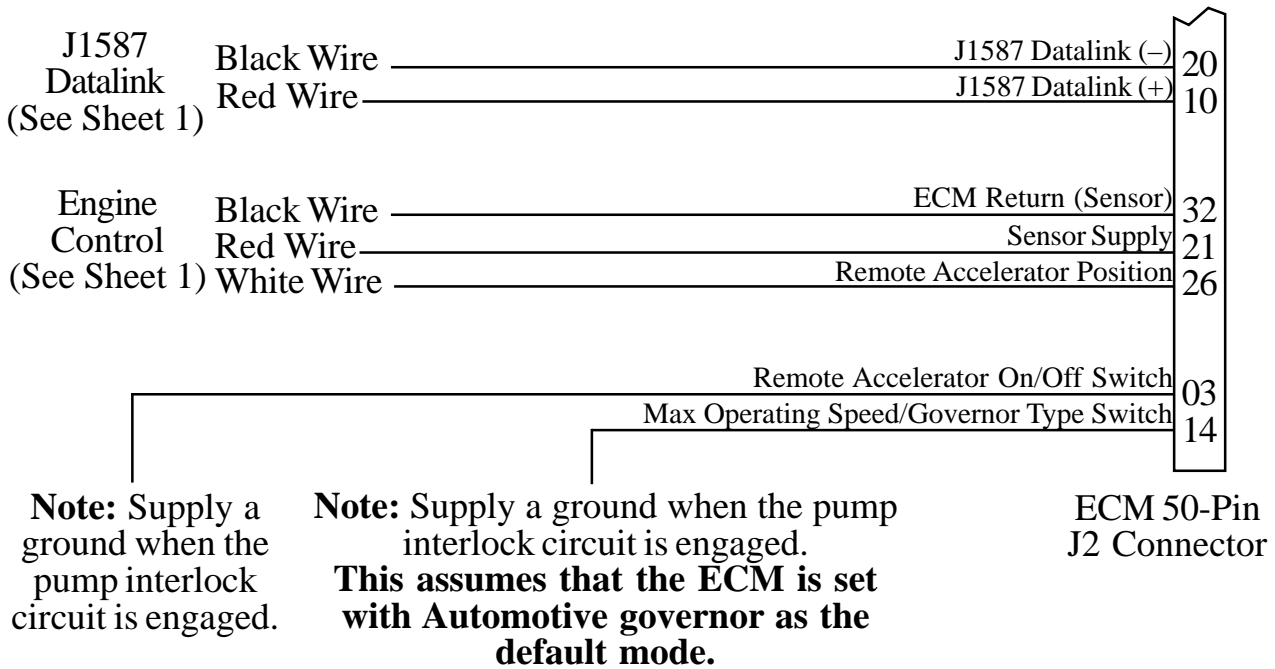 J1587
Datalink
(See Sheet 1)
Black Wire
Red Wire
J1587 Datalink (–)
J1587 Datalink (+)
20
10
Engine
Control
(See Sheet 1)
Black Wire
Red Wire
White Wire
ECM Return (Sensor)
Sensor Supply
Remote Accelerator Position
32
21
26
Remote Accelerator On/Off Switch
Max Operating Speed/Governor Type Switch
03
14
Note: Supply a
ground when the
pump interlock
circuit is engaged.
Note: Supply a ground when the pump
interlock circuit is engaged.
This assumes that the ECM is set
with Automotive governor as the
default mode.
ECM 50-Pin
J2 Connector